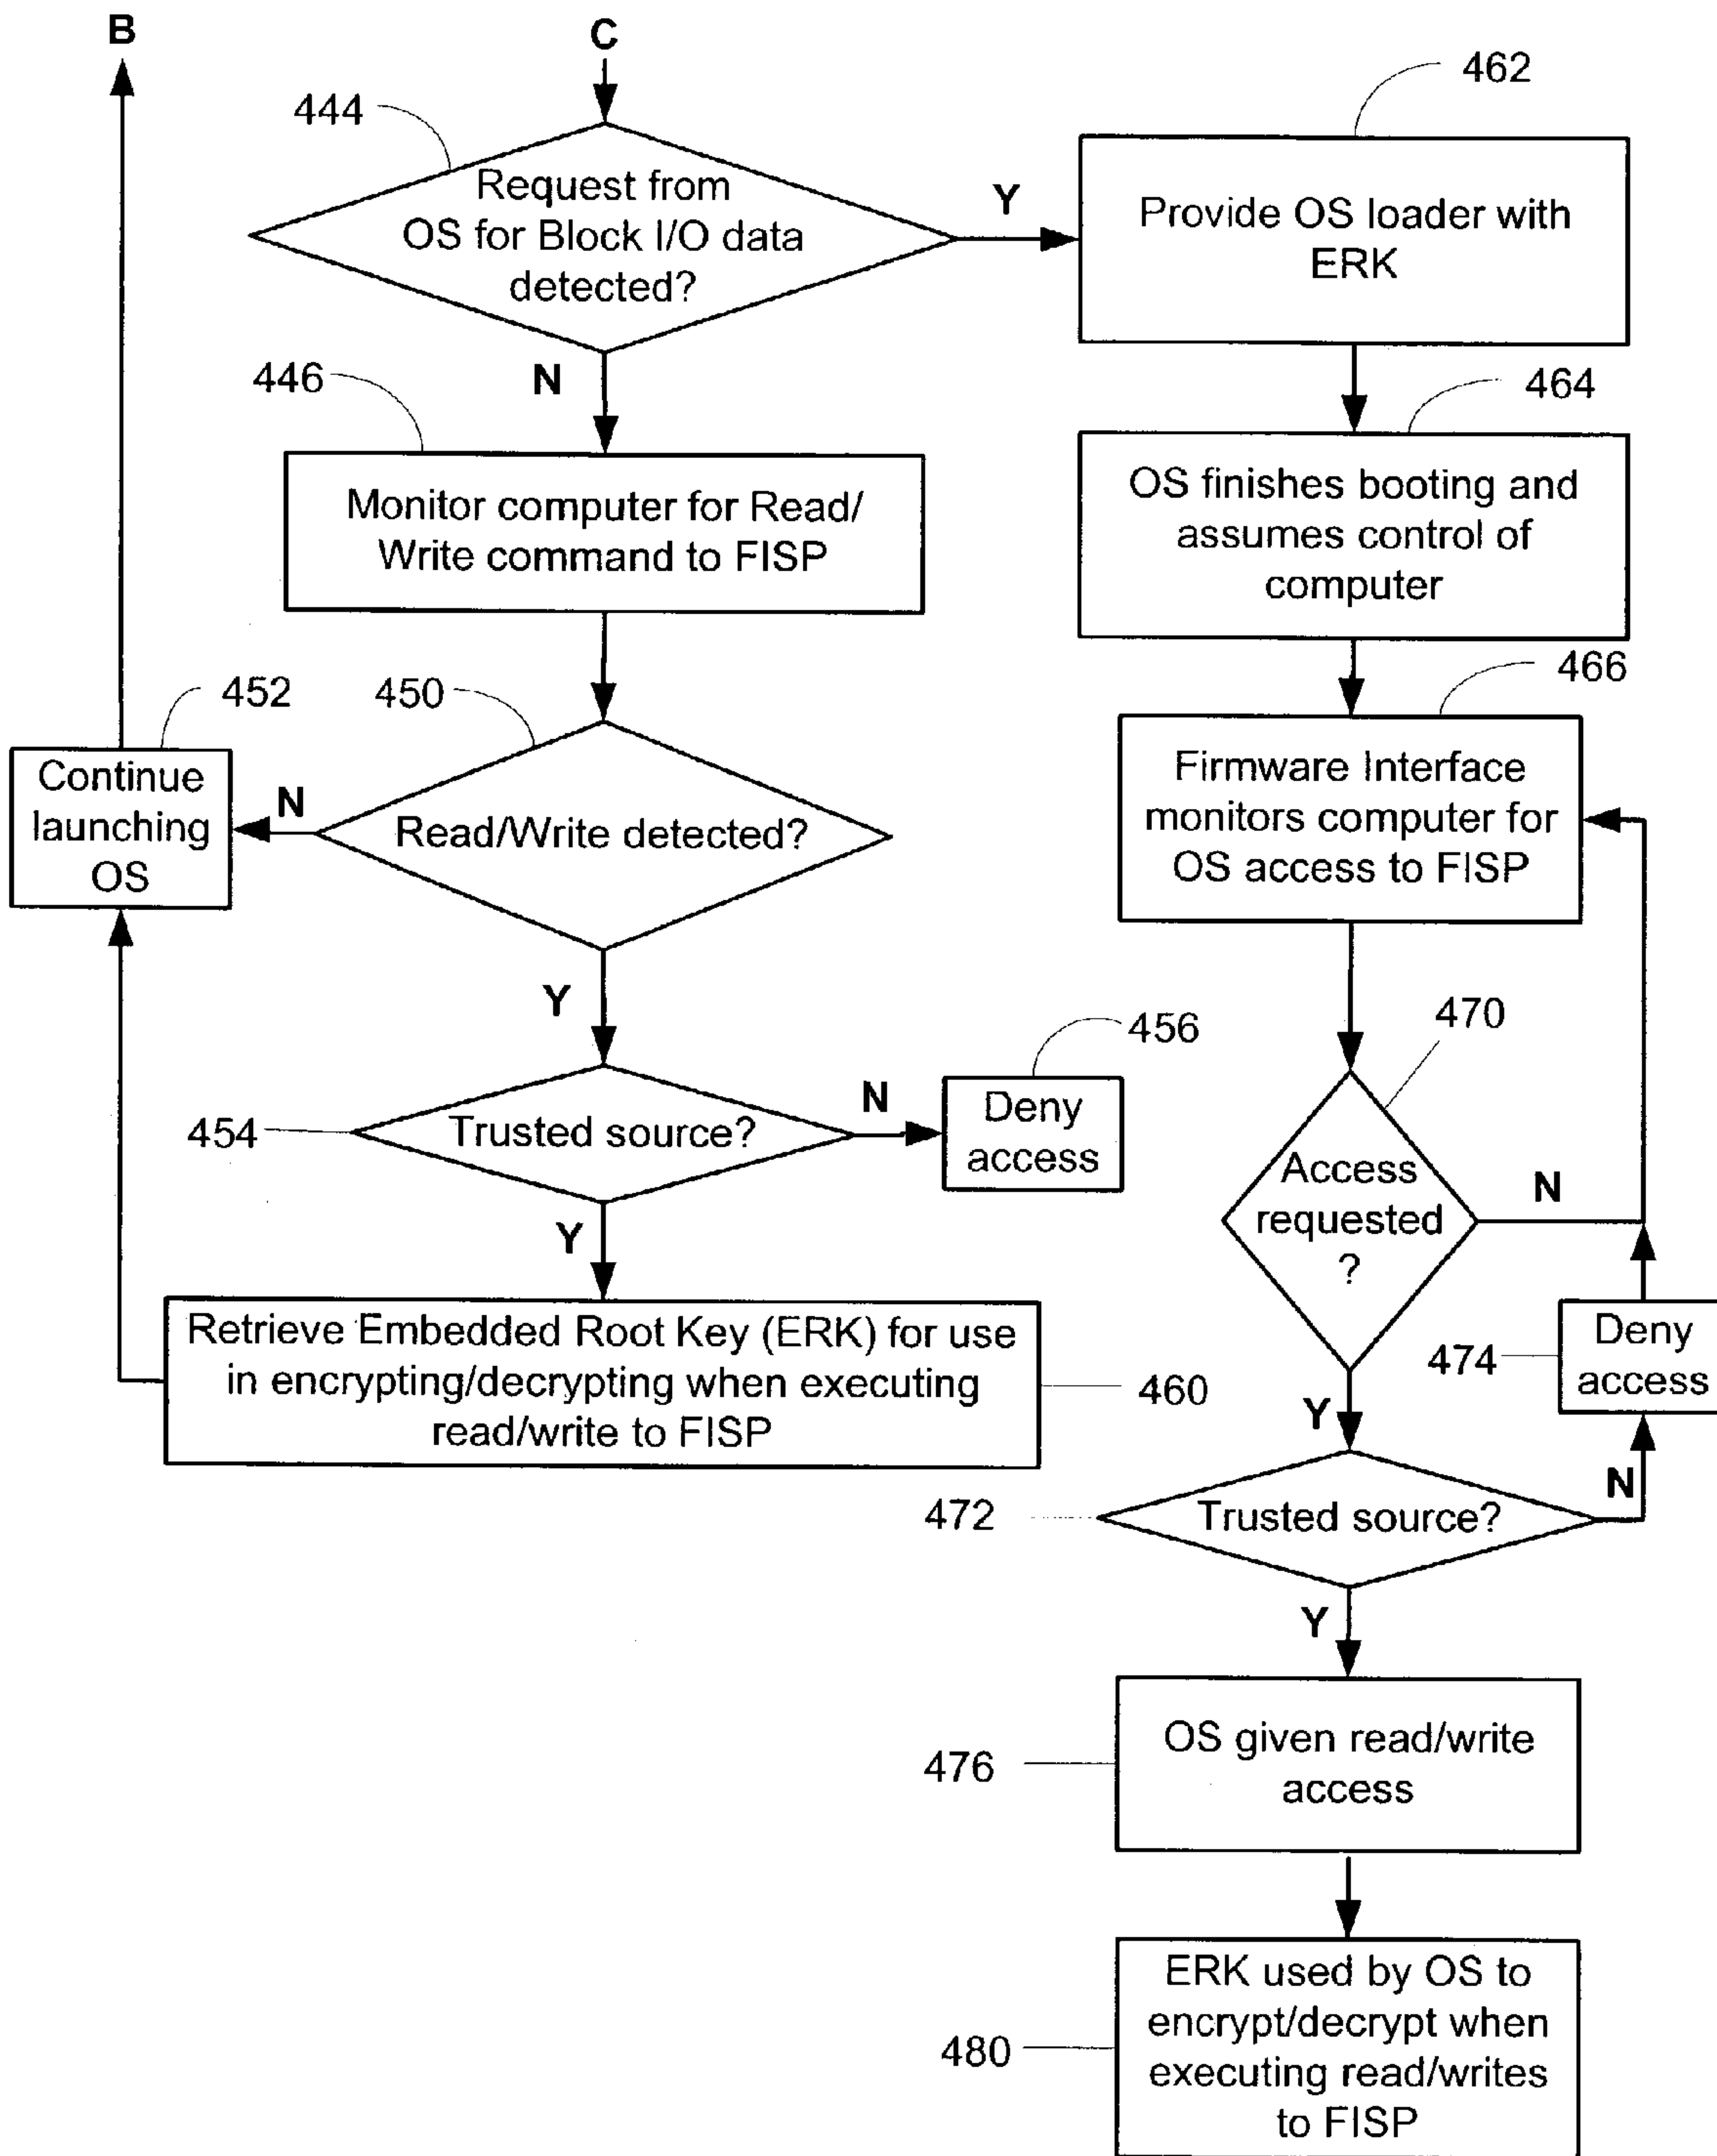 B
C
444
Request from
OS for Block I/O data
detected?
Y
462
Provide OS loader with
ERK
N
446
Monitor computer for Read/
Write command to FISP
464
OS finishes booting and
assumes control of
computer
452
Continue
launching
OS
N
450
Read/Write detected?
466
Firmware Interface
monitors computer for
OS access to FISP
Y
454
Trusted source?
N
456
Deny
access
470
Access
requested
?
N
Y
Retrieve Embedded Root Key (ERK) for use
in encrypting/decrypting when executing
read/write to FISP
460
474
Deny
access
Y
472
Trusted source?
N
Y
476
OS given read/write
access
480
ERK used by OS to
encrypt/decrypt when
executing read/writes
to FISP